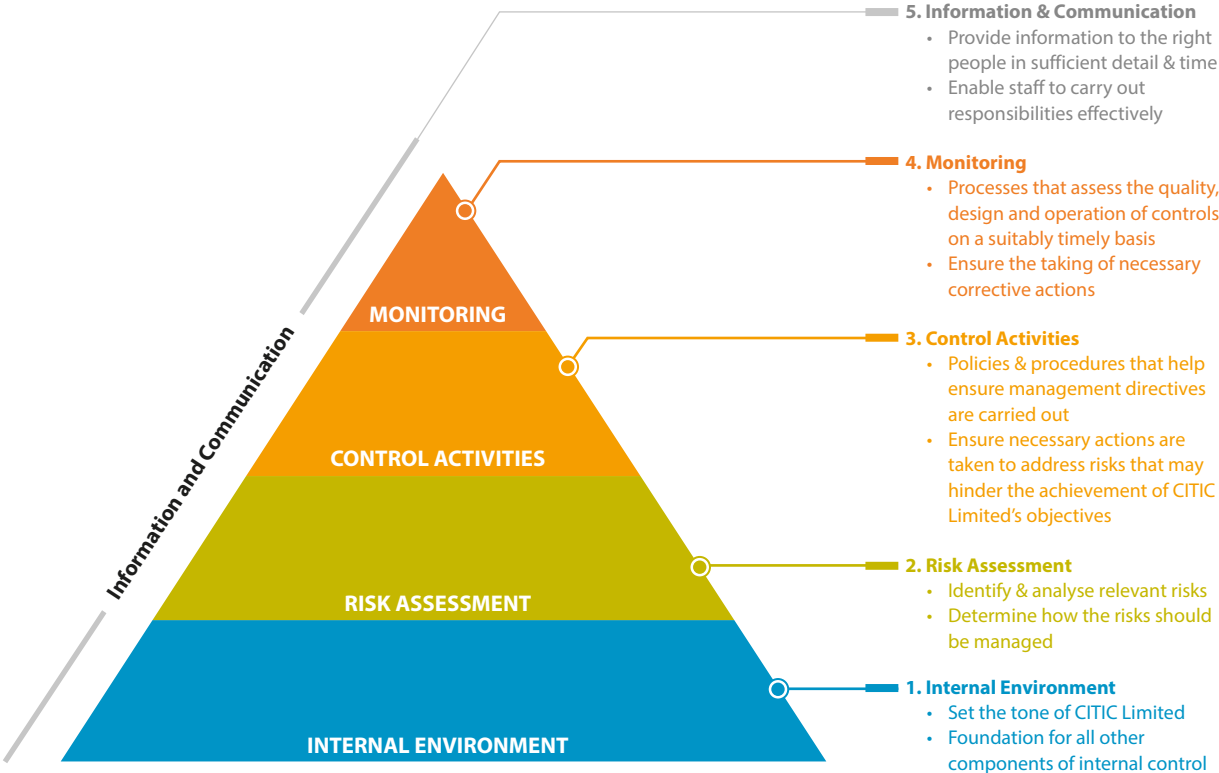 5. Information & Communication
• Provide information to the right
people in sufficient detail & time
• Enable staff to carry out
responsibilities effectively
4. Monitoring
• Processes that assess the quality,
design and operation of controls
on a suitably timely basis
• Ensure the taking of necessary
corrective actions
3. Control Activities
• Policies & procedures that help
ensure management directives
are carried out
• Ensure necessary actions are
taken to address risks that may
hinder the achievement of CITIC
Limited’s objectives
2. Risk Assessment
• Identify & analyse relevant risks
• Determine how the risks should
be managed
1. Internal Environment
• Set the tone of CITIC Limited
• Foundation for all other
components of internal control
Information and Communication
MONITORING
CONTROL ACTIVITIES
RISK ASSESSMENT
INTERNAL ENVIRONMENT